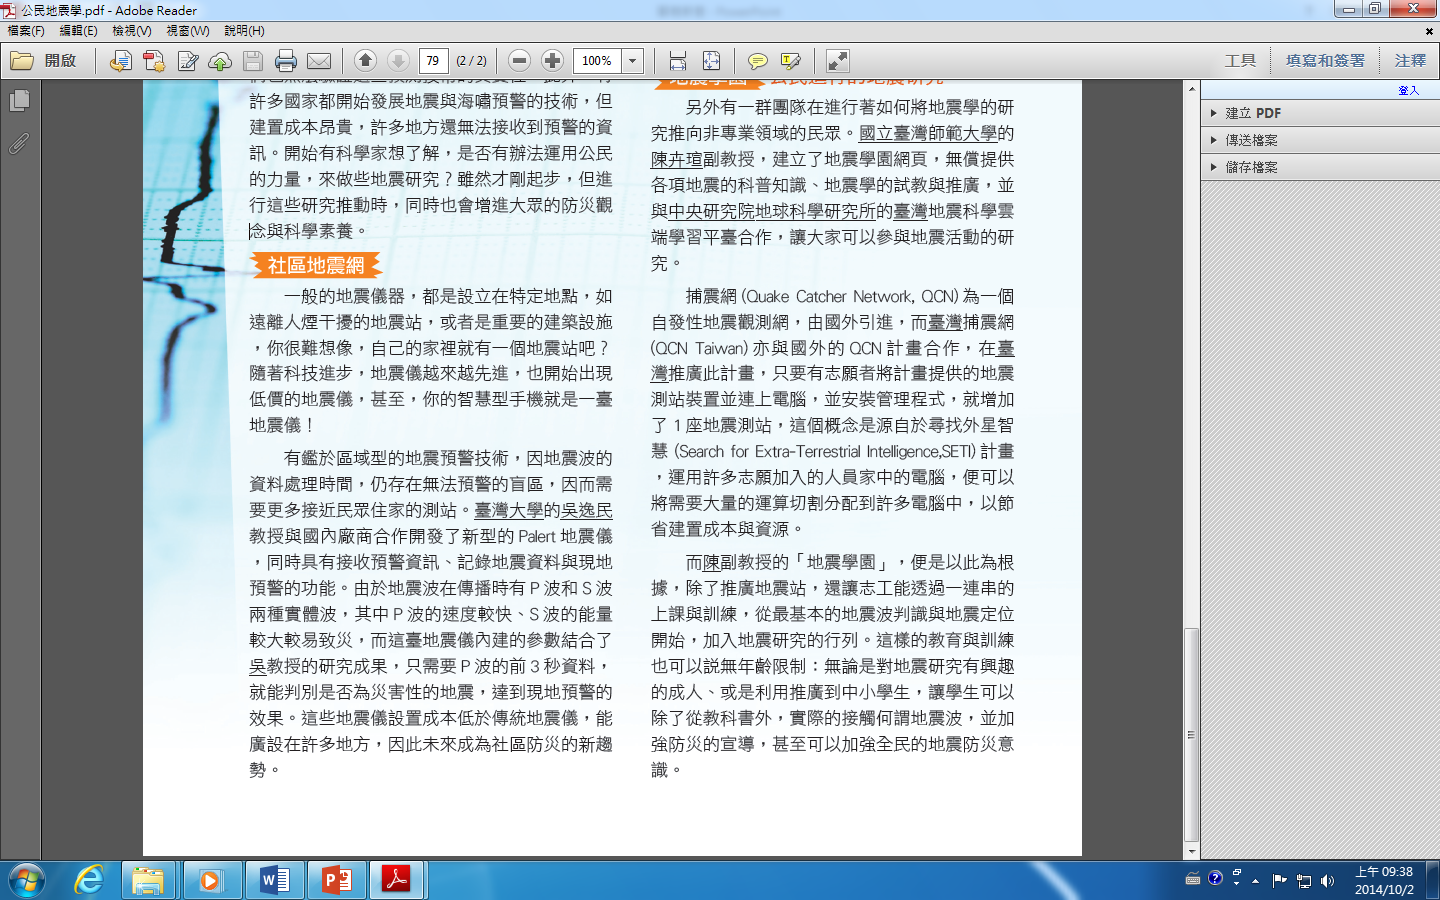 公民地震學.pdf - Adobe Reader
檔案(F) 編輯(E) 檢視(V) 視窗(W) 說明(H)
開啟 79 (2 / 2) 100% 工具 填寫和簽署 注釋
登入
建立 PDF
傳送檔案
儲存檔案
許多國家都開始發展地震與海嘯預警的技術，但
建置成本昂貴，許多地方還無法接收到預警的資
訊。開始有科學家想了解，是否有辦法運用公民
的力量，來做些地震研究？雖然才剛起步，但進
行這些研究推動時，同時也會增進大眾的防災觀
念與科學素養。
社區地震網
一般的地震儀器，都是設立在特定地點，如
遠離人煙干擾的地震站，或者是重要的建築設施
，你很難想像，自己的家裡就有一個地震站吧？
隨著科技進步，地震儀越來越先進，也開始出現
低價的地震儀，甚至，你的智慧型手機就是一臺
地震儀！
有鑑於區域型的地震預警技術，因地震波的
資料處理時間，仍存在無法預警的盲區，因而需
要更多接近民眾住家的測站。臺灣大學的吳逸民
教授與國內廠商合作開發了新型的 Palert 地震儀
，同時具有接收預警資訊、記錄地震資料與現地
預警的功能。由於地震波在傳播時有 P 波和 S 波
兩種實體波，其中 P 波的速度較快、S 波的能量
較大較易致災，而這臺地震儀內建的參數結合了
吳教授的研究成果，只需要 P 波的前 3 秒資料，
就能判別是否為災害性的地震，達到現地預警的
效果。這些地震儀設置成本低於傳統地震儀，能
廣設在許多地方，因此未來成為社區防災的新趨
勢。
地震學園 公民進行的地震研究
另外有一群團隊在進行著如何將地震學的研
究推向非專業領域的民眾。國立臺灣師範大學的
陳卉瑄副教授，建立了地震學園網頁，無償提供
各項地震的科普知識、地震學的試教與推廣，並
與中央研究院地球科學研究所的臺灣地震科學雲
端學習平臺合作，讓大家可以參與地震活動的研
究。
捕震網 (Quake Catcher Network, QCN) 為一個
自發性地震觀測網，由國外引進，而臺灣捕震網
(QCN Taiwan) 亦與國外的 QCN 計畫合作，在臺
灣推廣此計畫，只要有志願者將計畫提供的地震
測站裝置並連上電腦，並安裝管理程式，就增加
了 1 座地震測站，這個概念是源自於尋找外星智
慧 (Search for Extra-Terrestrial Intelligence,SETI) 計畫
，運用許多志願加入的人員家中的電腦，便可以
將需要大量的運算切割分配到許多電腦中，以節
省建置成本與資源。
而陳副教授的「地震學園」，便是以此為根
據，除了推廣地震站，還讓志工能透過一連串的
上課與訓練，從最基本的地震波判識與地震定位
開始，加入地震研究的行列。這樣的教育與訓練
也可以說無年齡限制：無論是對地震研究有興趣
的成人、或是利用推廣到中小學生，讓學生可以
除了從教科書外，實際的接觸何謂地震波，並加
強防災的宣導，甚至可以加強全民的地震防災意
識。
上午 09:38
2014/10/2